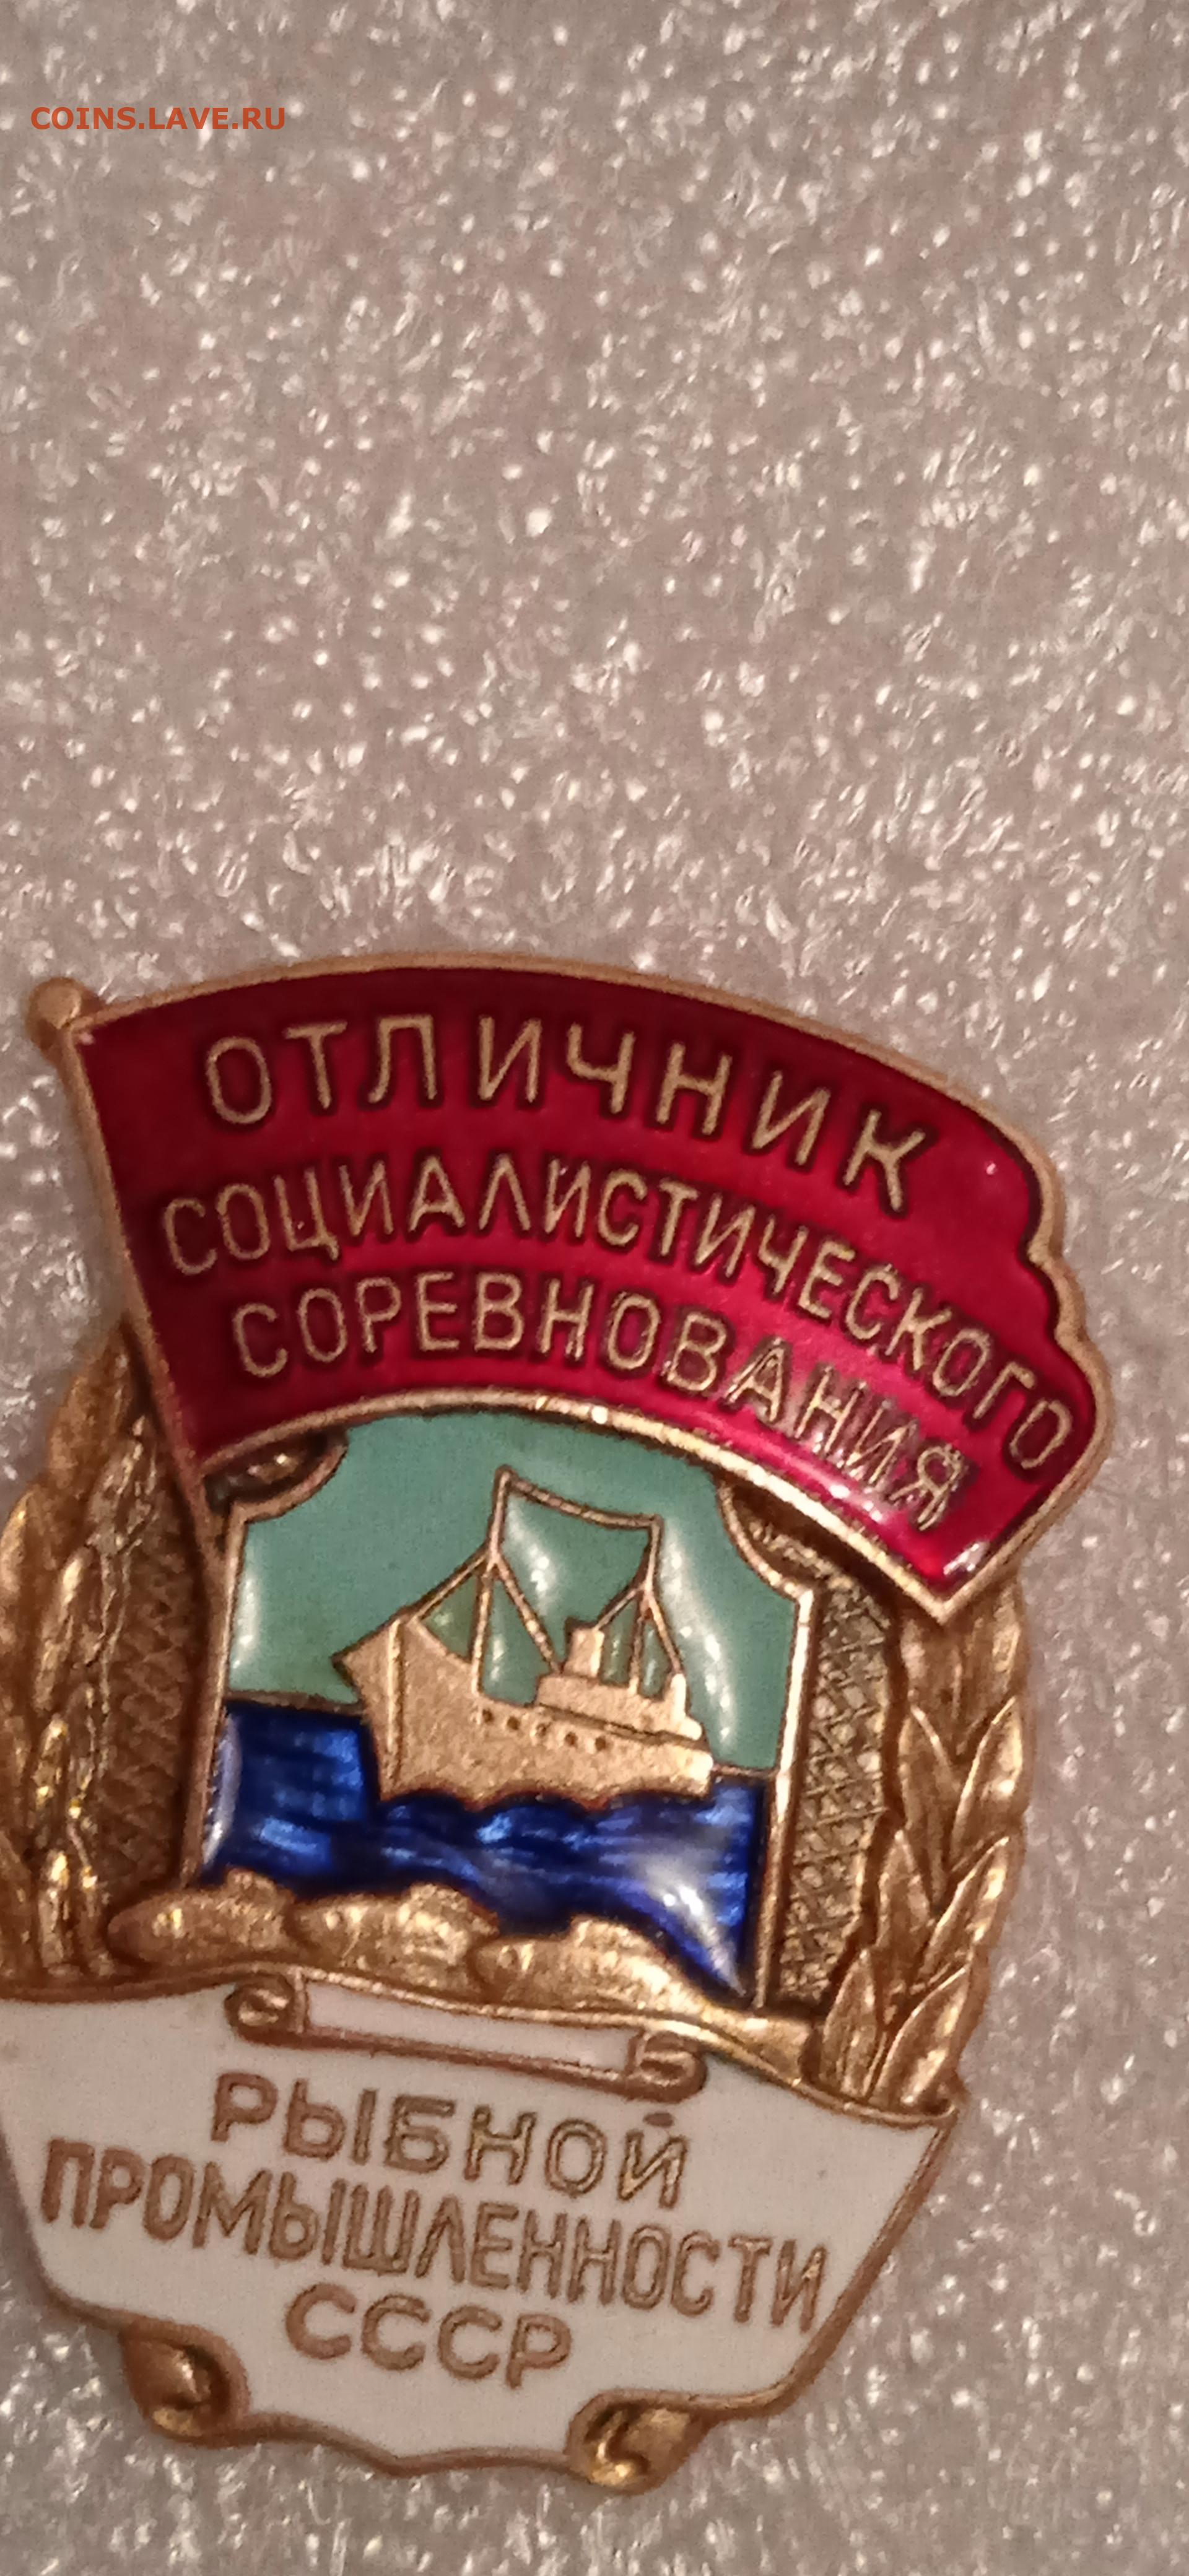 COINS.LAVE.RU
ОТЛИЧНИК
СОЦИАЛИСТИЧЕСКОГО
СОРЕВНОВАНИЯ
РЫБНОЙ
ПРОМЫШЛЕННОСТИ
СССР